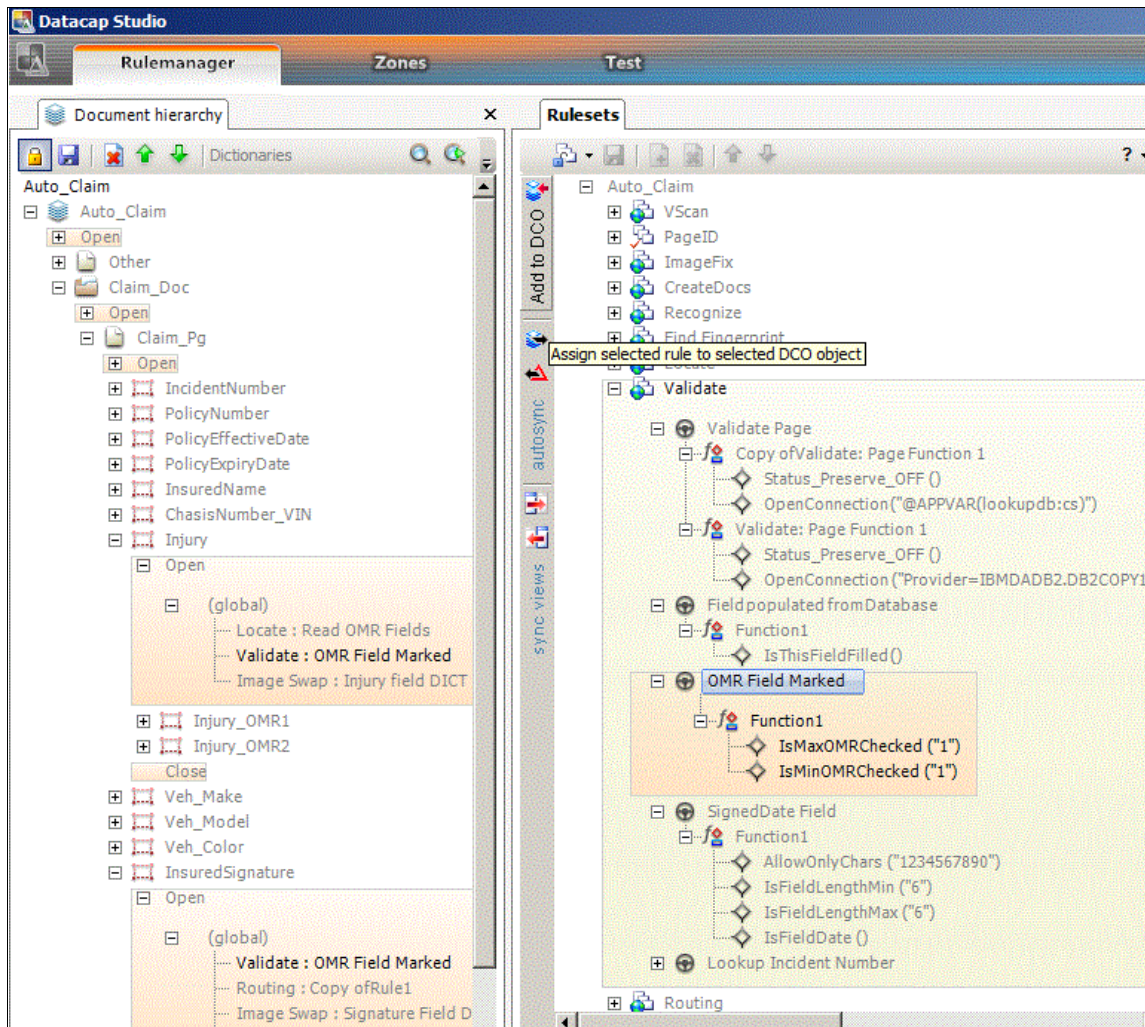 Datacap Studio
Rulemanager
Zones
Test
Document hierarchy
Dictionaries
Auto_Claim
Auto_Claim
Open
Other
Claim_Doc
Open
Claim_Pg
Open
IncidentNumber
PolicyNumber
PolicyEffectiveDate
PolicyExpiryDate
InsuredName
ChasisNumber_VIN
Injury
Open
(global)
Locate : Read OMR Fields
Validate : OMR Field Marked
Image Swap : Injury field DICT
Injury_OMR1
Injury_OMR2
Close
Veh_Make
Veh_Model
Veh_Color
InsuredSignature
Open
(global)
Validate : OMR Field Marked
Routing : Copy ofRule1
Image Swap : Signature Field D
Rulesets
?
Add to DCO
autosync
sync views
Auto_Claim
VScan
PageID
ImageFix
CreateDocs
Recognize
Find Fingerprint
Assign selected rule to selected DCO object
Locate
Validate
Validate Page
Copy ofValidate: Page Function 1
Status_Preserve_OFF ()
OpenConnection("@APPVAR(lookupdb:cs)")
Validate: Page Function 1
Status_Preserve_OFF ()
OpenConnection ("Provider=IBMDADB2.DB2COPY1
Field populated from Database
Function1
IsThisFieldFilled ()
OMR Field Marked
Function1
IsMaxOMRChecked ("1")
IsMinOMRChecked ("1")
SignedDate Field
Function1
AllowOnlyChars ("1234567890")
IsFieldLengthMin ("6")
IsFieldLengthMax ("6")
IsFieldDate ()
Lookup Incident Number
Routing